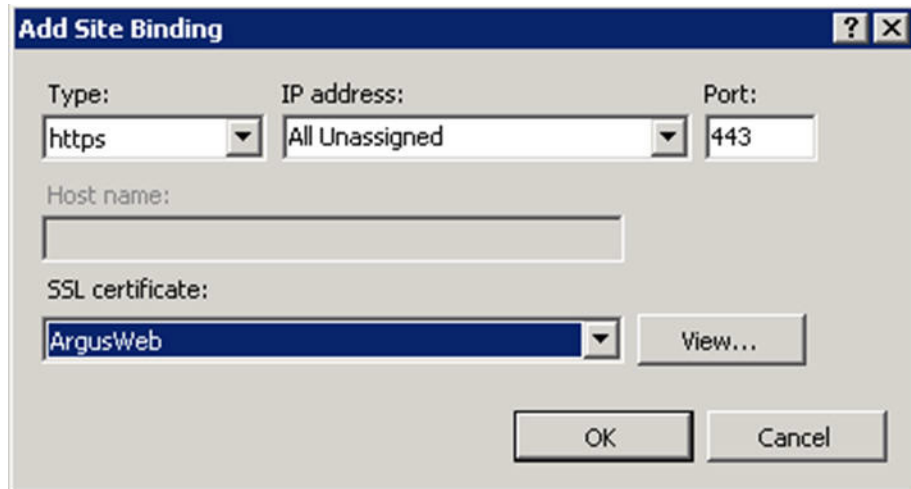 Add Site Binding
Type: IP address: Port:
https All Unassigned 443
Host name:
SSL certificate:
ArgusWeb View...
OK Cancel